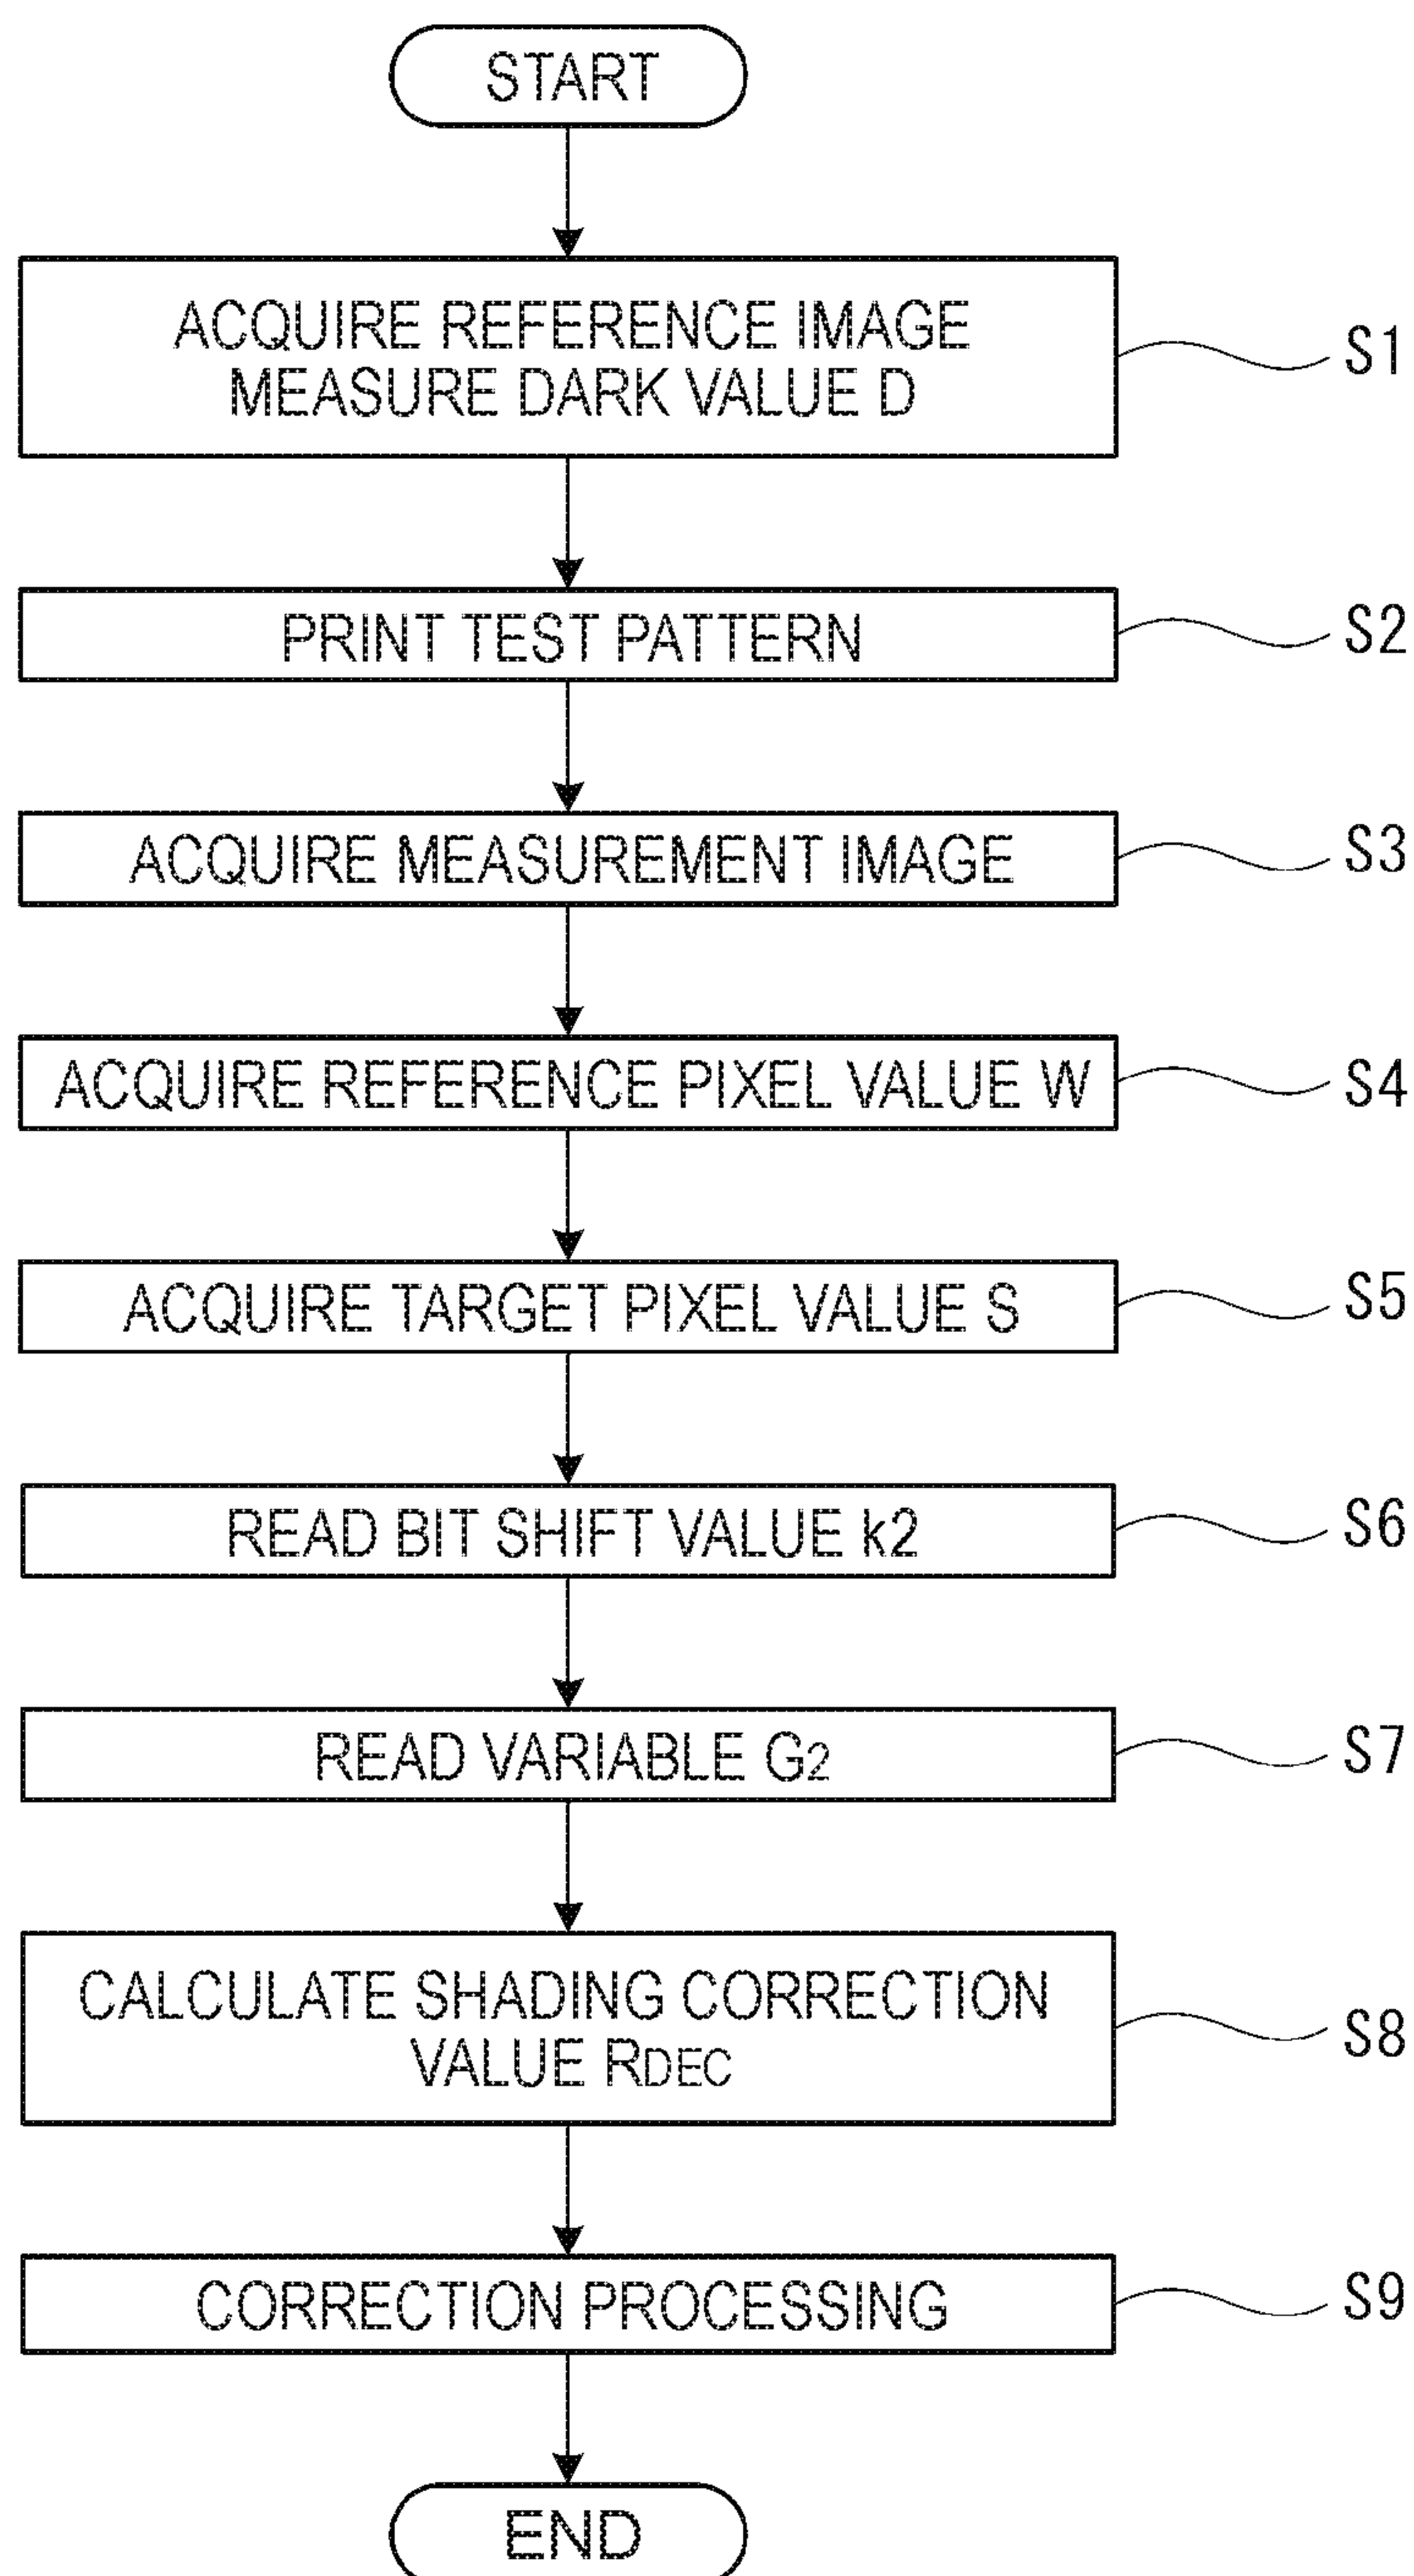 START
ACQUIRE REFERENCE IMAGE
MEASURE DARK VALUE D
S1
PRINT TEST PATTERN
S2
ACQUIRE MEASUREMENT IMAGE
S3
ACQUIRE REFERENCE PIXEL VALUE W
S4
ACQUIRE TARGET PIXEL VALUE S
S5
READ BIT SHIFT VALUE k2
S6
READ VARIABLE G2
S7
CALCULATE SHADING CORRECTION
VALUE RDEC
S8
CORRECTION PROCESSING
S9
END